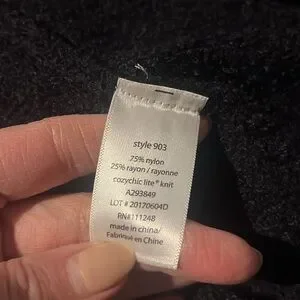 style 903
75% nylon
25% rayon / rayonne
cozychic lite® knit
A293849
LOT # 20170604D
RN#111248
made in china/
Fabriqué en Chine